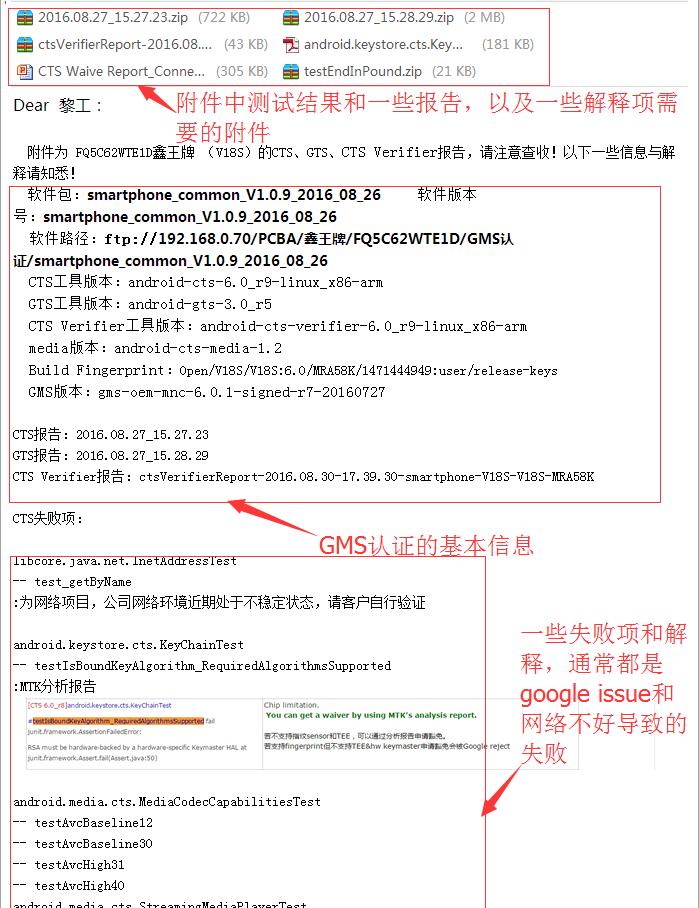 2016.08.27_15.27.23.zip (722 KB) 2016.08.27_15.28.29.zip (2 MB)
ctsVerifierReport-2016.08.... (43 KB) android.keystore.cts.Key... (181 KB)
CTS Waive Report_Conne... (305 KB) testEndInPound.zip (21 KB)
附件中测试结果和一些报告，以及一些解释项需
要的附件
Dear 黎工：
附件为 FQ5C62WTE1D鑫王牌 （V18S）的CTS、GTS、CTS Verifier报告，请注意查收！以下一些信息与解
释请知悉！
软件包：smartphone_common_V1.0.9_2016_08_26 软件版本
号：smartphone_common_V1.0.9_2016_08_26
软件路径：ftp://192.168.0.70/PCBA/鑫王牌/FQ5C62WTE1D/GMS认
证/smartphone_common_V1.0.9_2016_08_26
CTS工具版本：android-cts-6.0_r9-linux_x86-arm
GTS工具版本：android-gts-3.0_r5
CTS Verifier工具版本：android-cts-verifier-6.0_r9-linux_x86-arm
media版本：android-cts-media-1.2
Build Fingerprint：Open/V18S/V18S:6.0/MRA58K/1471444949:user/release-keys
GMS版本：gms-oem-mnc-6.0.1-signed-r7-20160727
CTS报告：2016.08.27_15.27.23
GTS报告：2016.08.27_15.28.29
CTS Verifier报告：ctsVerifierReport-2016.08.30-17.39.30-smartphone-V18S-V18S-MRA58K
CTS失败项：
GMS认证的基本信息
libcore.java.net.InetAddressTest
-- test_getByName
:为网络项目，公司网络环境近期处于不稳定状态，请客户自行验证
android.keystore.cts.KeyChainTest
-- testIsBoundKeyAlgorithm_RequiredAlgorithmsSupported
:MTK分析报告
一些失败项和解
释，通常都是
google issue和
网络不好导致的
失败
[CTS 6.0_r8]android.keystore.cts.KeyChainTest
#testIsBoundKeyAlgorithm_RequiredAlgorithmsSupported fail
junit.framework.AssertionFailedError:
RSA must be hardware-backed by a hardware-specific Keymaster HAL at
junit.framework.Assert.fail(Assert.java:50)
Chip limitation.
You can get a waiver by using MTK's analysis report.
若不支持指纹sensor和TEE，可以通过分析报告申请豁免。
若支持fingerprint但不支持TEE&hw keymaster申请豁免会被Google reject
android.media.cts.MediaCodecCapabilitiesTest
-- testAvcBaseline12
-- testAvcBaseline30
-- testAvcHigh31
-- testAvcHigh40
android.media.cts.StreamingMediaPlayerTest